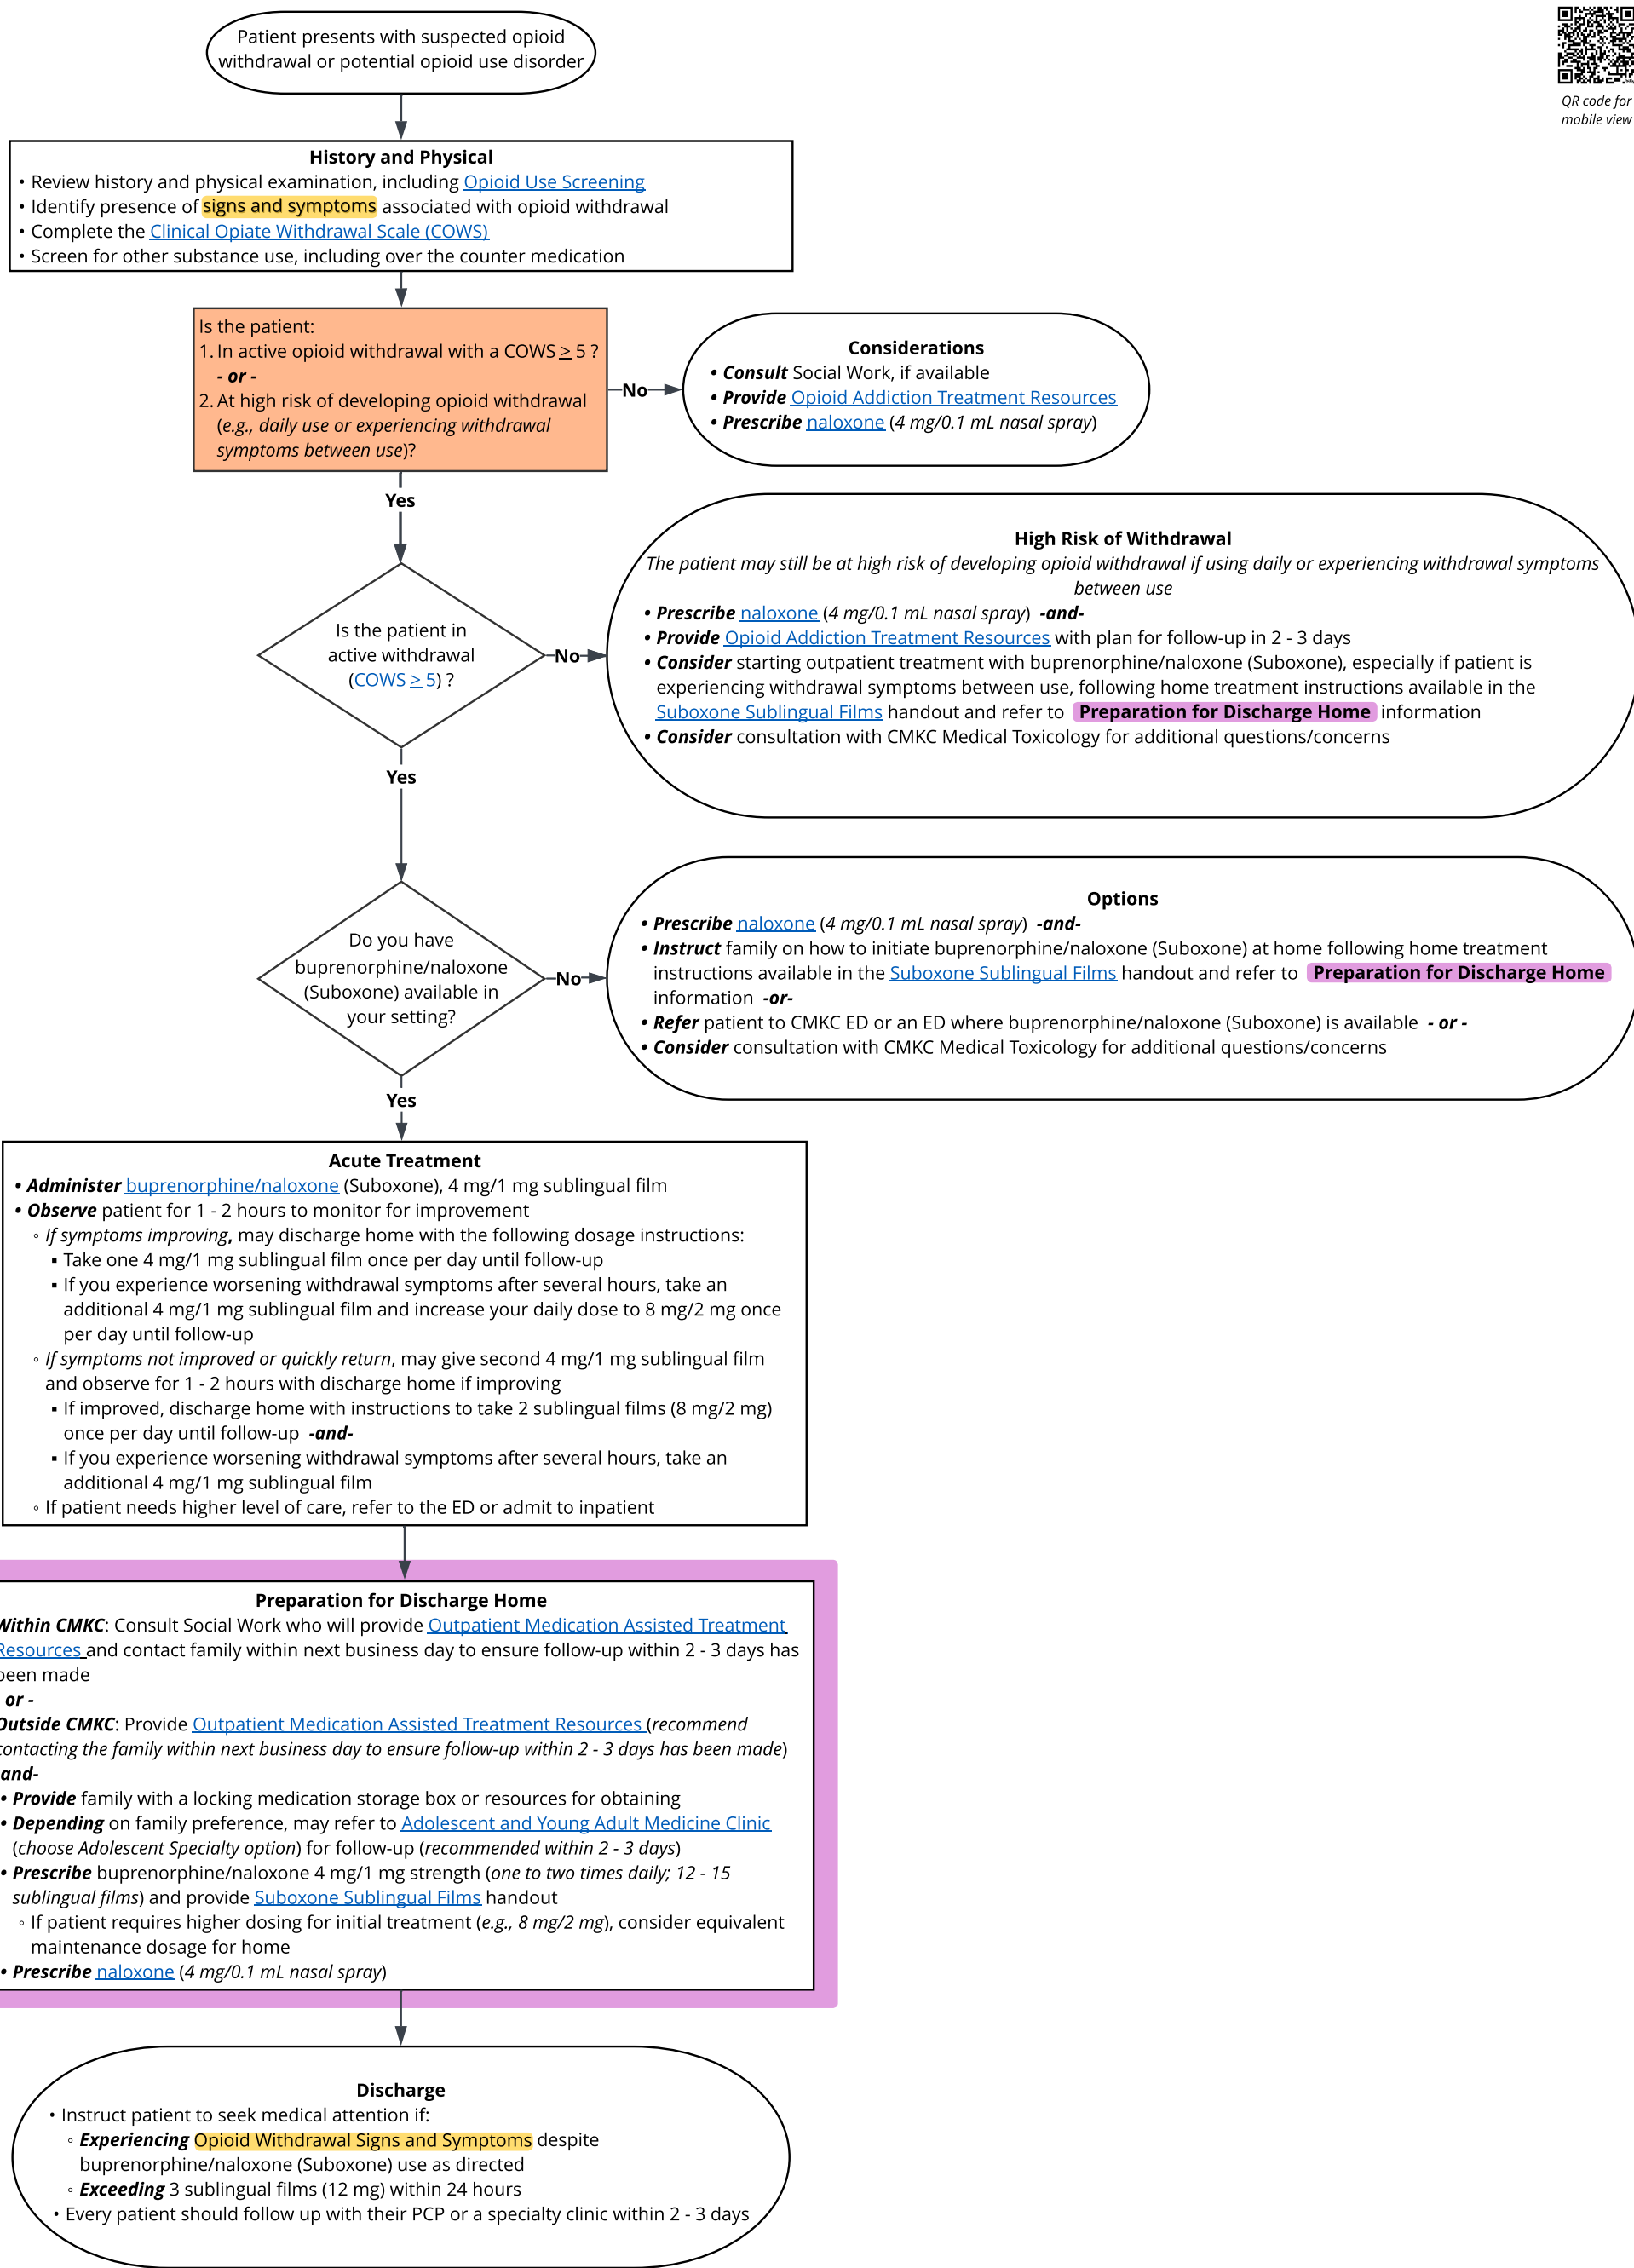 Patient presents with suspected opioid
withdrawal or potential opioid use disorder
QR code for
mobile view
History and Physical
• Review history and physical examination, including Opioid Use Screening
• Identify presence of signs and symptoms associated with opioid withdrawal
• Complete the Clinical Opiate Withdrawal Scale (COWS)
• Screen for other substance use, including over the counter medication
Is the patient:
1. In active opioid withdrawal with a COWS ≥ 5 ?
- or -
2. At high risk of developing opioid withdrawal
(e.g., daily use or experiencing withdrawal
symptoms between use)?
No
Considerations
• Consult Social Work, if available
• Provide Opioid Addiction Treatment Resources
• Prescribe naloxone (4 mg/0.1 mL nasal spray)
Yes
Is the patient in
active withdrawal
(COWS ≥ 5) ?
No
High Risk of Withdrawal
The patient may still be at high risk of developing opioid withdrawal if using daily or experiencing withdrawal symptoms
between use
• Prescribe naloxone (4 mg/0.1 mL nasal spray) -and-
• Provide Opioid Addiction Treatment Resources with plan for follow-up in 2 - 3 days
• Consider starting outpatient treatment with buprenorphine/naloxone (Suboxone), especially if patient is
experiencing withdrawal symptoms between use, following home treatment instructions available in the
Suboxone Sublingual Films handout and refer to Preparation for Discharge Home information
• Consider consultation with CMKC Medical Toxicology for additional questions/concerns
Yes
Do you have
buprenorphine/naloxone
(Suboxone) available in
your setting?
No
Options
• Prescribe naloxone (4 mg/0.1 mL nasal spray) -and-
• Instruct family on how to initiate buprenorphine/naloxone (Suboxone) at home following home treatment
instructions available in the Suboxone Sublingual Films handout and refer to Preparation for Discharge Home
information -or-
• Refer patient to CMKC ED or an ED where buprenorphine/naloxone (Suboxone) is available - or -
• Consider consultation with CMKC Medical Toxicology for additional questions/concerns
Yes
Acute Treatment
• Administer buprenorphine/naloxone (Suboxone), 4 mg/1 mg sublingual film
• Observe patient for 1 - 2 hours to monitor for improvement
◦ If symptoms improving, may discharge home with the following dosage instructions:
▪ Take one 4 mg/1 mg sublingual film once per day until follow-up
▪ If you experience worsening withdrawal symptoms after several hours, take an
additional 4 mg/1 mg sublingual film and increase your daily dose to 8 mg/2 mg once
per day until follow-up
◦ If symptoms not improved or quickly return, may give second 4 mg/1 mg sublingual film
and observe for 1 - 2 hours with discharge home if improving
▪ If improved, discharge home with instructions to take 2 sublingual films (8 mg/2 mg)
once per day until follow-up -and-
▪ If you experience worsening withdrawal symptoms after several hours, take an
additional 4 mg/1 mg sublingual film
◦ If patient needs higher level of care, refer to the ED or admit to inpatient
Preparation for Discharge Home
Within CMKC: Consult Social Work who will provide Outpatient Medication Assisted Treatment
Resources and contact family within next business day to ensure follow-up within 2 - 3 days has
been made
or -
Outside CMKC: Provide Outpatient Medication Assisted Treatment Resources (recommend
contacting the family within next business day to ensure follow-up within 2 - 3 days has been made)
and-
• Provide family with a locking medication storage box or resources for obtaining
• Depending on family preference, may refer to Adolescent and Young Adult Medicine Clinic
(choose Adolescent Specialty option) for follow-up (recommended within 2 - 3 days)
• Prescribe buprenorphine/naloxone 4 mg/1 mg strength (one to two times daily; 12 - 15
sublingual films) and provide Suboxone Sublingual Films handout
◦ If patient requires higher dosing for initial treatment (e.g., 8 mg/2 mg), consider equivalent
maintenance dosage for home
• Prescribe naloxone (4 mg/0.1 mL nasal spray)
Discharge
• Instruct patient to seek medical attention if:
◦ Experiencing Opioid Withdrawal Signs and Symptoms despite
buprenorphine/naloxone (Suboxone) use as directed
◦ Exceeding 3 sublingual films (12 mg) within 24 hours
• Every patient should follow up with their PCP or a specialty clinic within 2 - 3 days